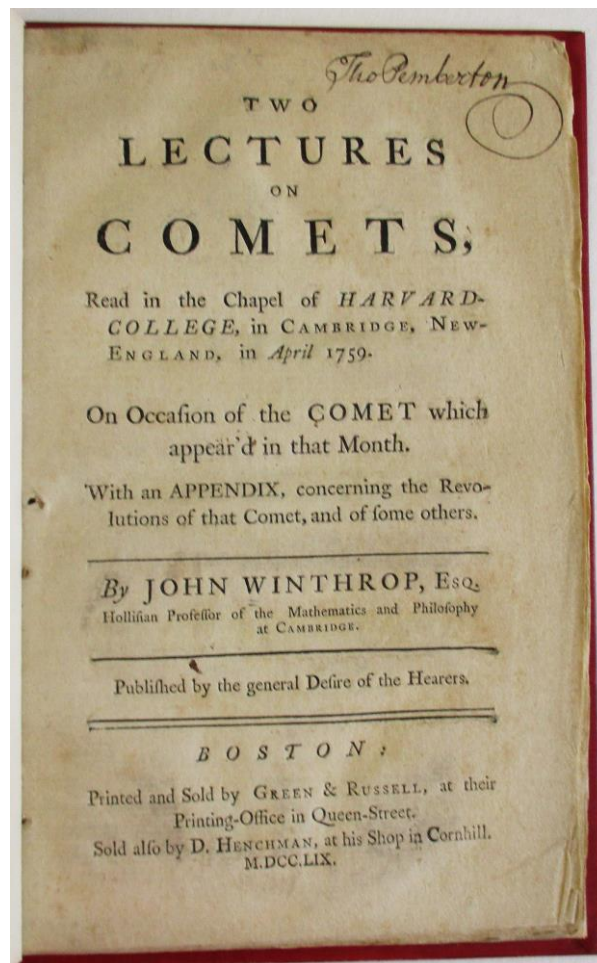 Tho Pemberton
TWO
LECTURES
ON
COMETS,
Read in the Chapel of HARVARD-
COLLEGE, in CAMBRIDGE, NEW-
ENGLAND, in April 1759.
On Occaſion of the COMET which
appear'd in that Month.
With an APPENDIX, concerning the Revo-
lutions of that Comet, and of ſome others.
By JOHN WINTHROP, ESQ.
Holliſian Profeſſor of the Mathematics and Philoſophy
at CAMBRIDGE.
Publiſhed by the general Deſire of the Hearers.
BOSTON:
Printed and Sold by GREEN & RUSSELL, at their
Printing-Office in Queen-Street.
Sold alſo by D. HENCHMAN, at his Shop in Cornhill.
M.DCC.LIX.